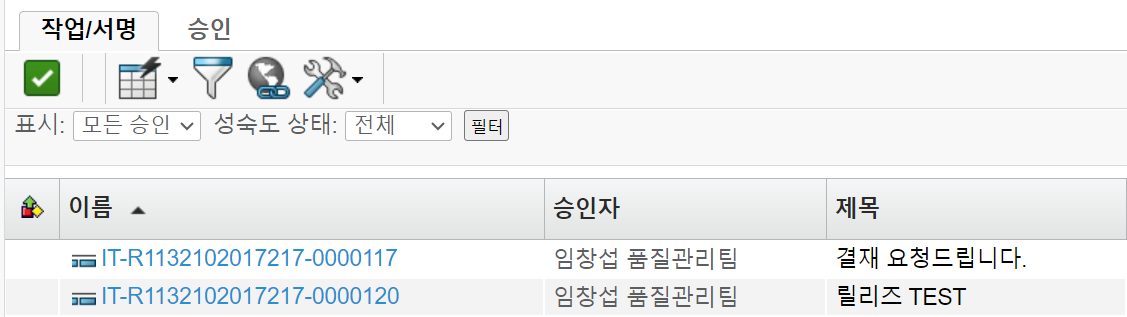 작업/서명 승인
표시: 모든 승인 성숙도 상태: 전체 필터
이름 승인자 제목
IT-R1132102017217-0000117 임창섭 품질관리팀 결재 요청드립니다.
IT-R1132102017217-0000120 임창섭 품질관리팀 릴리즈 TEST